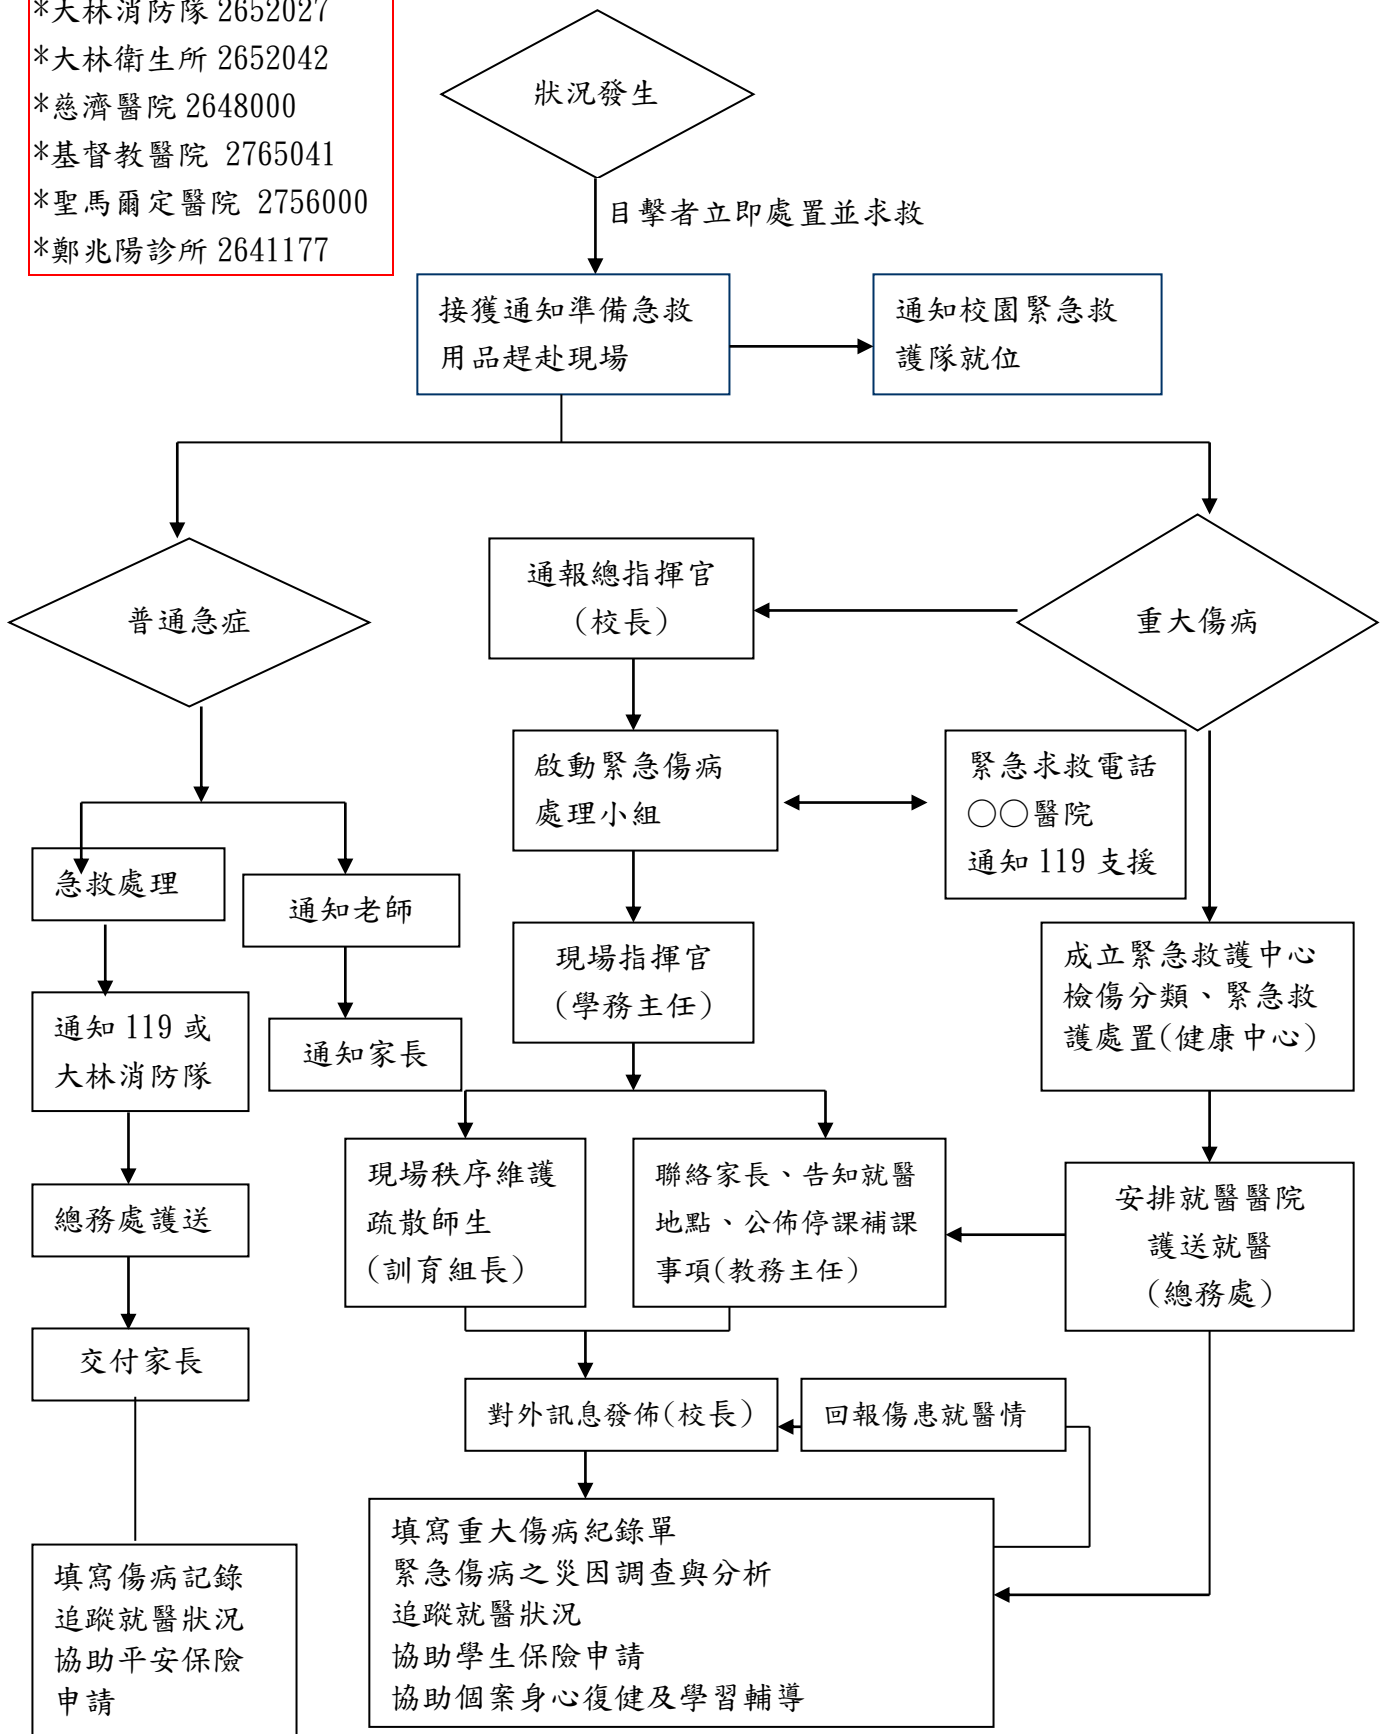 *大林消防隊 2652027
*大林衛生所 2652042
*慈濟醫院 2648000
*基督教醫院 2765041
*聖馬爾定醫院 2756000
*鄭兆陽診所 2641177
狀況發生
目擊者立即處置並求救
接獲通知準備急救
用品趕赴現場
通知校園緊急救
護隊就位
普通急症
通報總指揮官
(校長)
重大傷病
啟動緊急傷病
處理小組
緊急求救電話
○○醫院
通知 119 支援
急救處理
通知老師
現場指揮官
(學務主任)
成立緊急救護中心
檢傷分類、緊急救
護處置(健康中心)
通知 119 或
大林消防隊
通知家長
現場秩序維護
疏散師生
(訓育組長)
聯絡家長、告知就醫
地點、公佈停課補課
事項(教務主任)
安排就醫醫院
護送就醫
(總務處)
總務處護送
交付家長
對外訊息發佈(校長)
回報傷患就醫情
填寫傷病記錄
追蹤就醫狀況
協助平安保險
申請
填寫重大傷病紀錄單
緊急傷病之災因調查與分析
追蹤就醫狀況
協助學生保險申請
協助個案身心復健及學習輔導